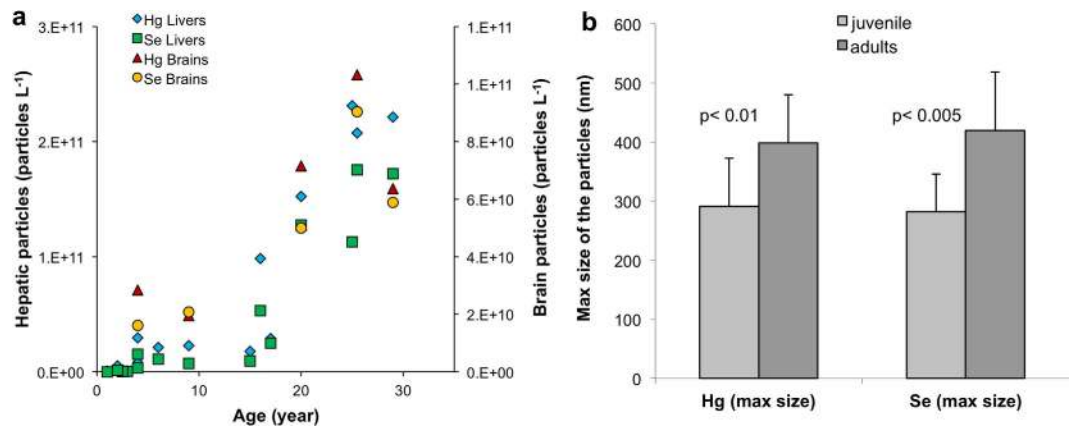 a
Hepatic particles (particles L⁻¹)
3.E+11
2.E+11
1.E+11
0.E+00
Hg Livers
Se Livers
Hg Brains
Se Brains
0
10
20
30
Age (year)
1.E+11
1.E+11
8.E+10
6.E+10
4.E+10
2.E+10
0.E+00
Brain particles (particles L⁻¹)
b
Max size of the particles (nm)
600
500
400
300
200
100
0
juvenile
adults
p< 0.01
p< 0.005
Hg (max size)
Se (max size)